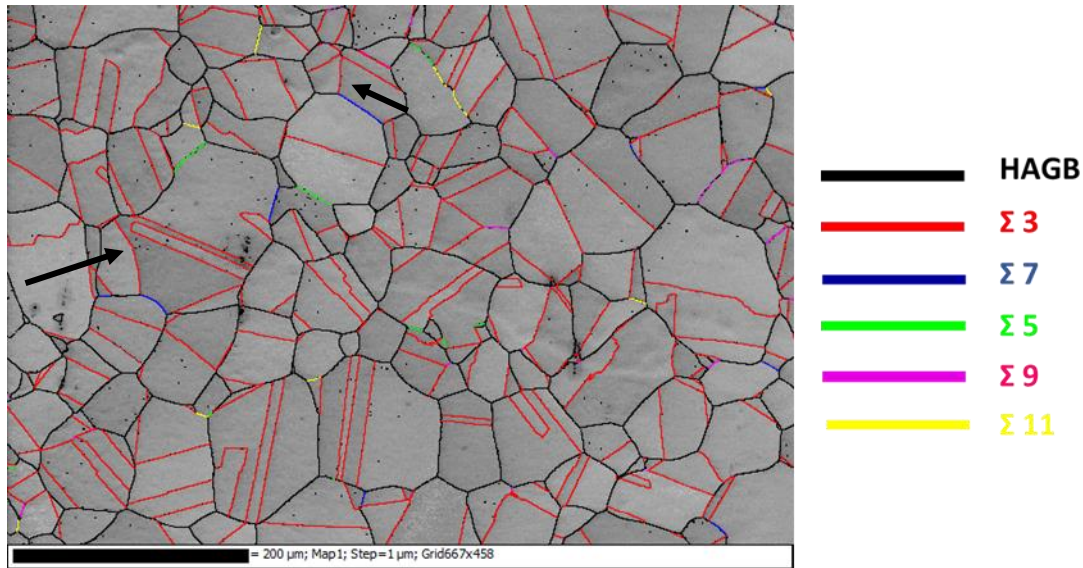 HAGB
Σ 3
Σ 7
Σ 5
Σ 9
Σ 11
= 200 µm; Map1; Step=1 µm; Grid667x458